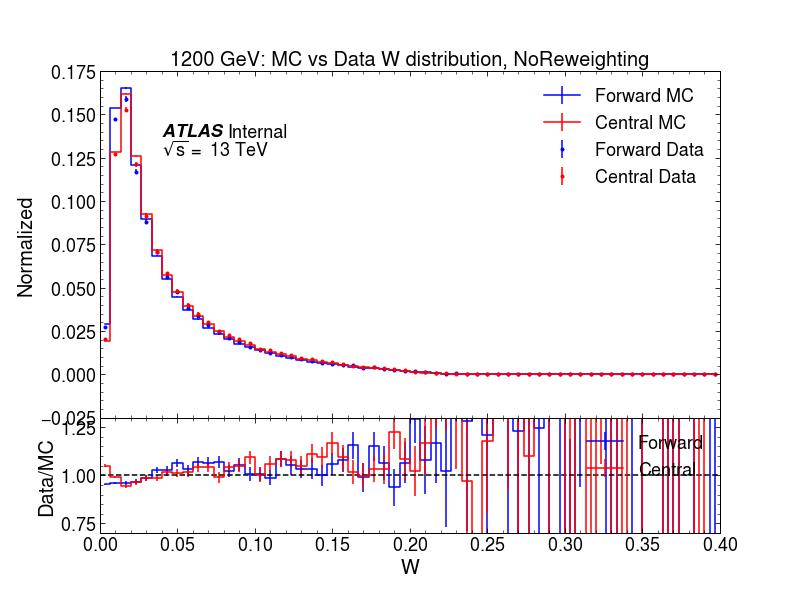 1200 GeV: MC vs Data W distribution, NoReweighting
0.175
0.150
0.125
0.100
0.075
0.050
0.025
0.000
−0.025
Normalized
ATLAS Internal
√s = 13 TeV
Forward MC
Central MC
Forward Data
Central Data
1.25
1.00
0.75
Data/MC
Forward
Central
0.00 0.05 0.10 0.15 0.20 0.25 0.30 0.35 0.40
W